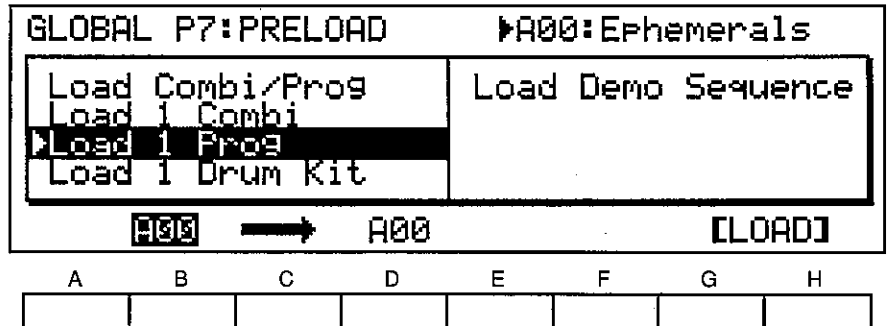 GLOBAL P7:PRELOAD ▶A00:Ephemerals
Load Combi/Prog
Load 1 Combi
▶Load 1 Prog
Load 1 Drum Kit
Load Demo Sequence
A00 → A00 [LOAD]
A B C D E F G H